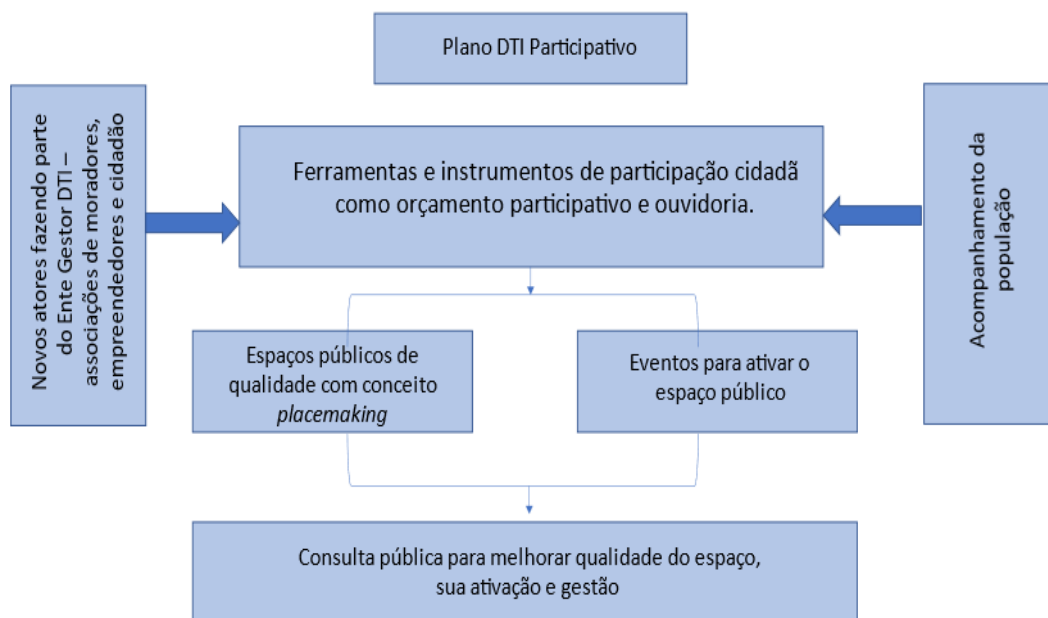 Plano DTI Participativo
Novos atores fazendo parte
do Ente Gestor DTI –
associações de moradores,
empreendedores e cidadão
Ferramentas e instrumentos de participação cidadã
como orçamento participativo e ouvidoria.
Acompanhamento da
população
Espaços públicos de
qualidade com conceito
placemaking
Eventos para ativar o
espaço público
Consulta pública para melhorar qualidade do espaço,
sua ativação e gestão